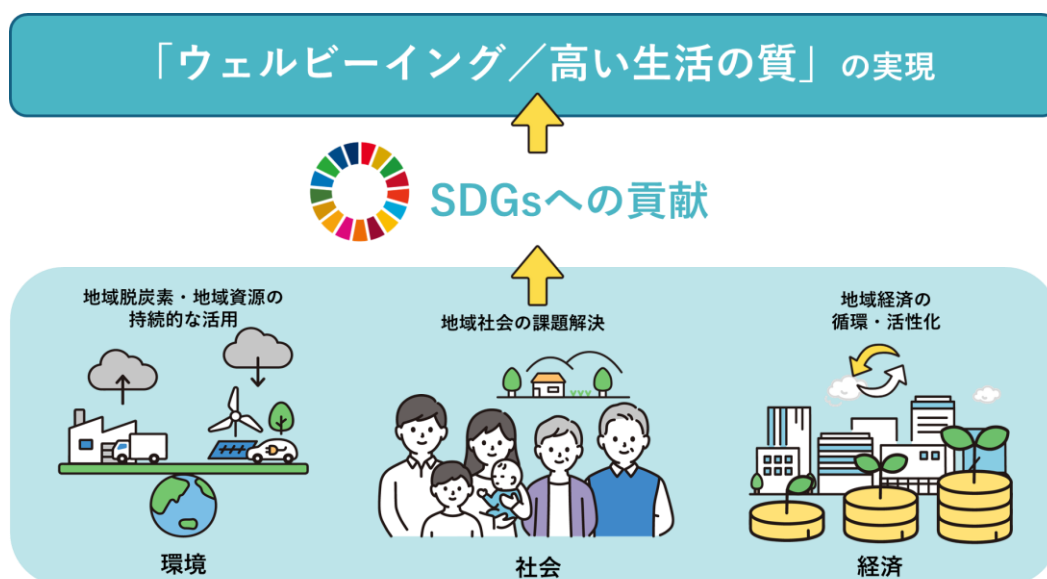 「ウェルビーイング／高い生活の質」の実現
SDGsへの貢献
地域脱炭素・地域資源の
持続的な活用
地域社会の課題解決
地域経済の
循環・活性化
環境
社会
経済